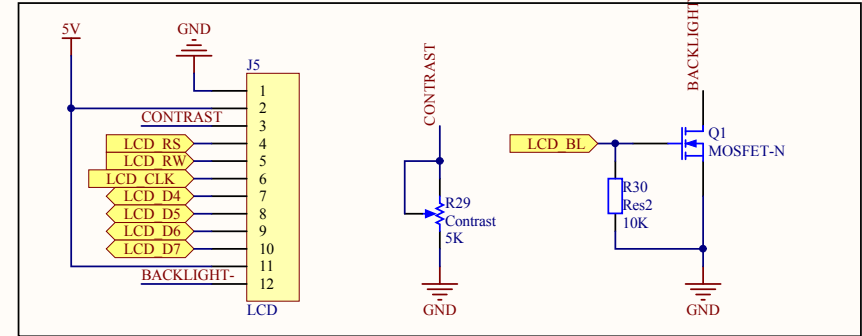 5V
GND
J5
1
2
CONTRAST
3
LCD_RS
4
LCD_RW
5
LCD_CLK
6
LCD_D4
7
LCD_D5
8
LCD_D6
9
LCD_D7
10
11
BACKLIGHT-
12
LCD
CONTRAST
R29
Contrast
5K
GND
BACKLIGHT
LCD_BL
Q1
MOSFET-N
R30
Res2
10K
GND